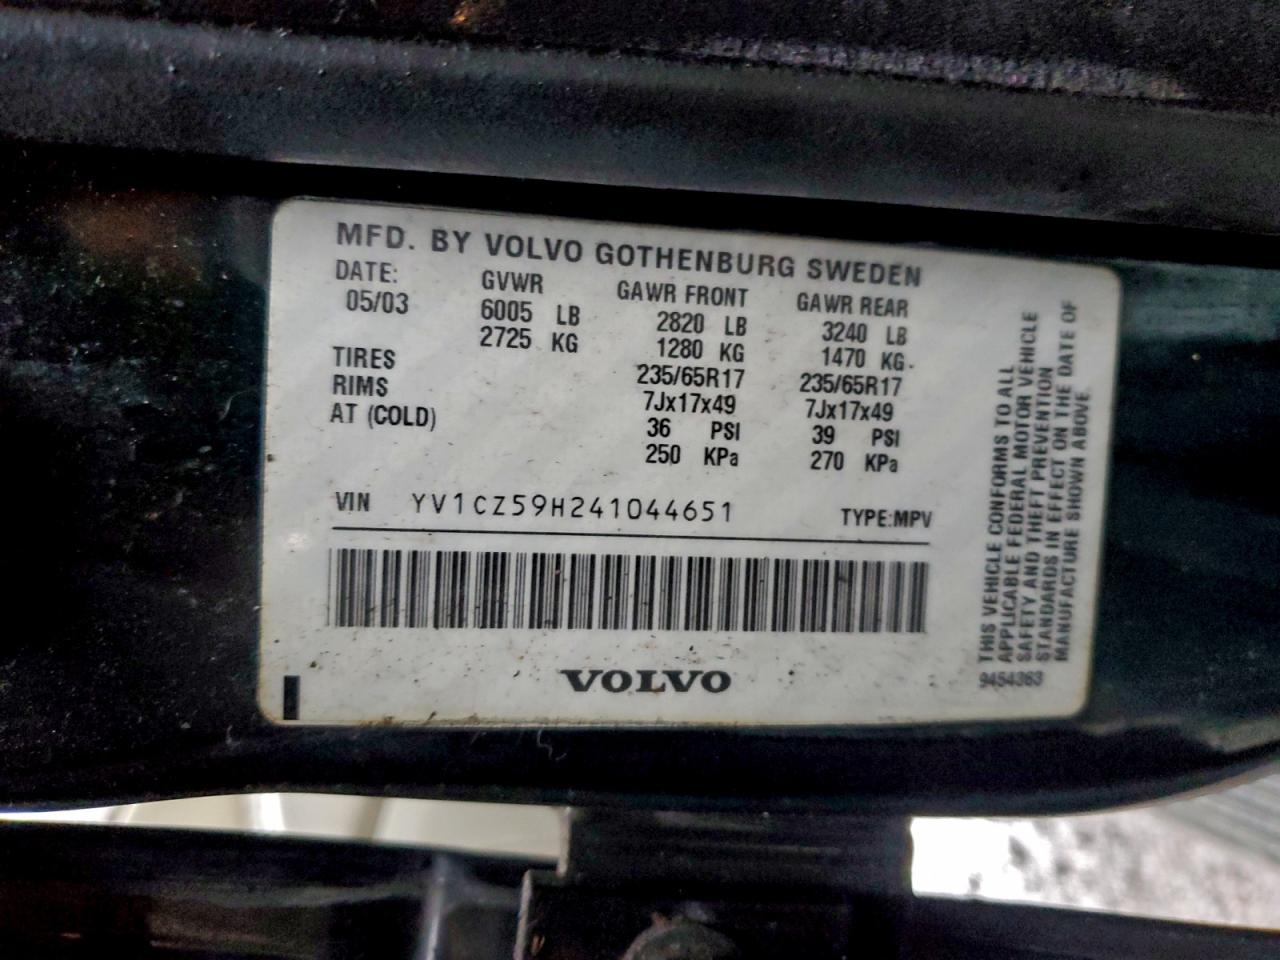 MFD. BY VOLVO GOTHENBURG SWEDEN
DATE: GVWR GAWR FRONT GAWR REAR
05/03 6005 LB 2820 LB 3240 LB
2725 KG 1280 KG 1470 KG.
TIRES 235/65R17 235/65R17
RIMS 7Jx17x49 7Jx17x49
AT (COLD) 36 PSI 39 PSI
250 KPa 270 KPa
VIN YV1CZ59H241044651 TYPE:MPV
VOLVO
THIS VEHICLE CONFORMS TO ALL
APPLICABLE FEDERAL MOTOR VEHICLE
SAFETY AND THEFT PREVENTION
STANDARDS IN EFFECT ON THE DATE OF
MANUFACTURE SHOWN ABOVE.
9454363